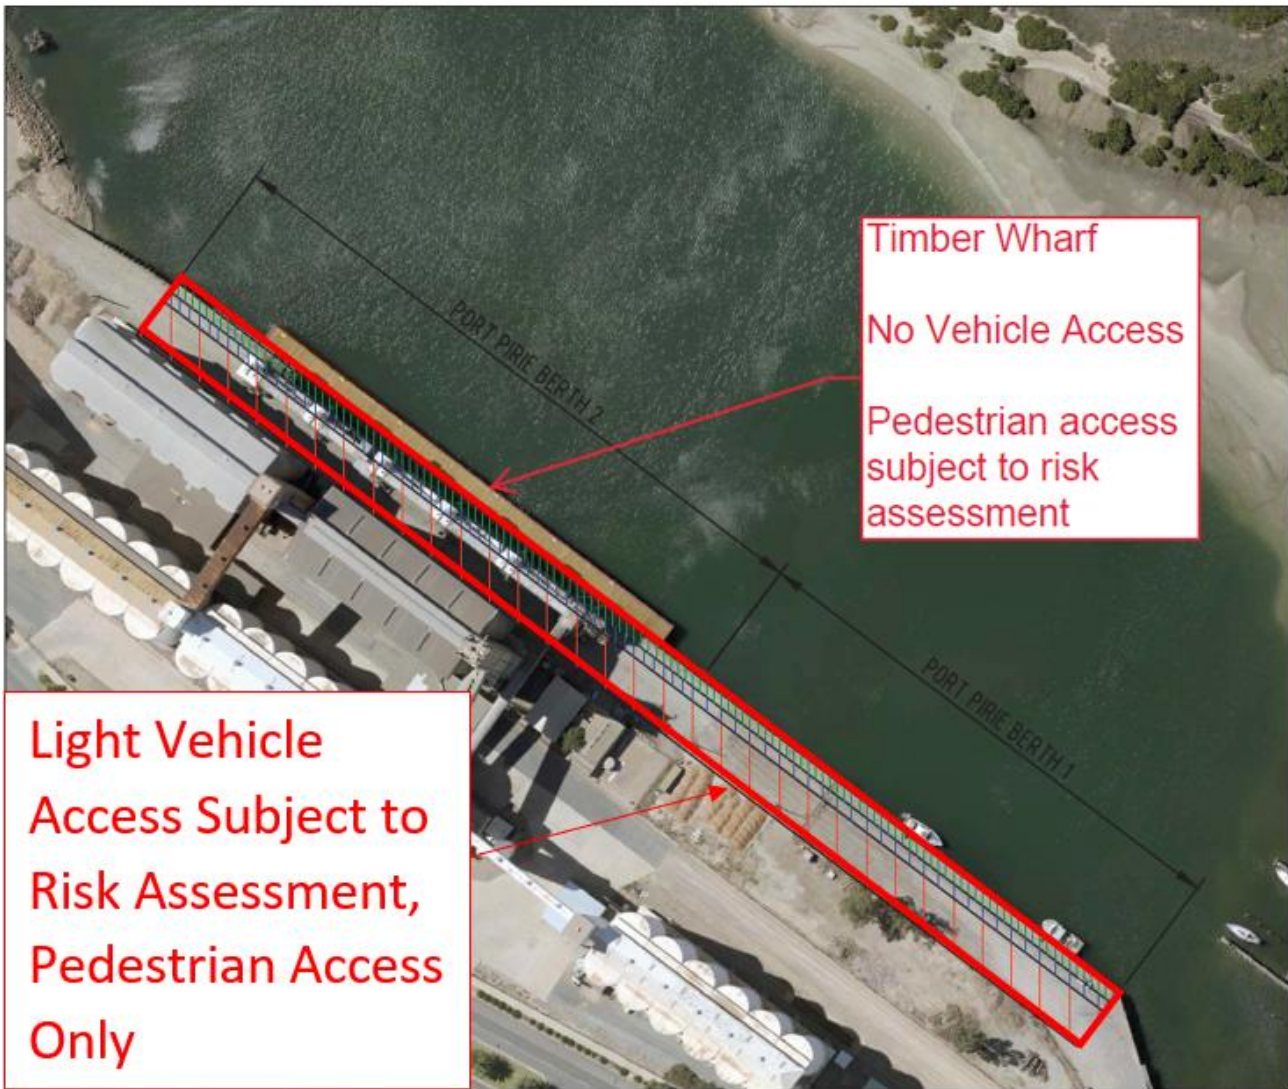 Timber Wharf
No Vehicle Access
Pedestrian access
subject to risk
assessment
PORT PIRIE BERTH 2
PORT PIRIE BERTH 1
Light Vehicle
Access Subject to
Risk Assessment,
Pedestrian Access
Only